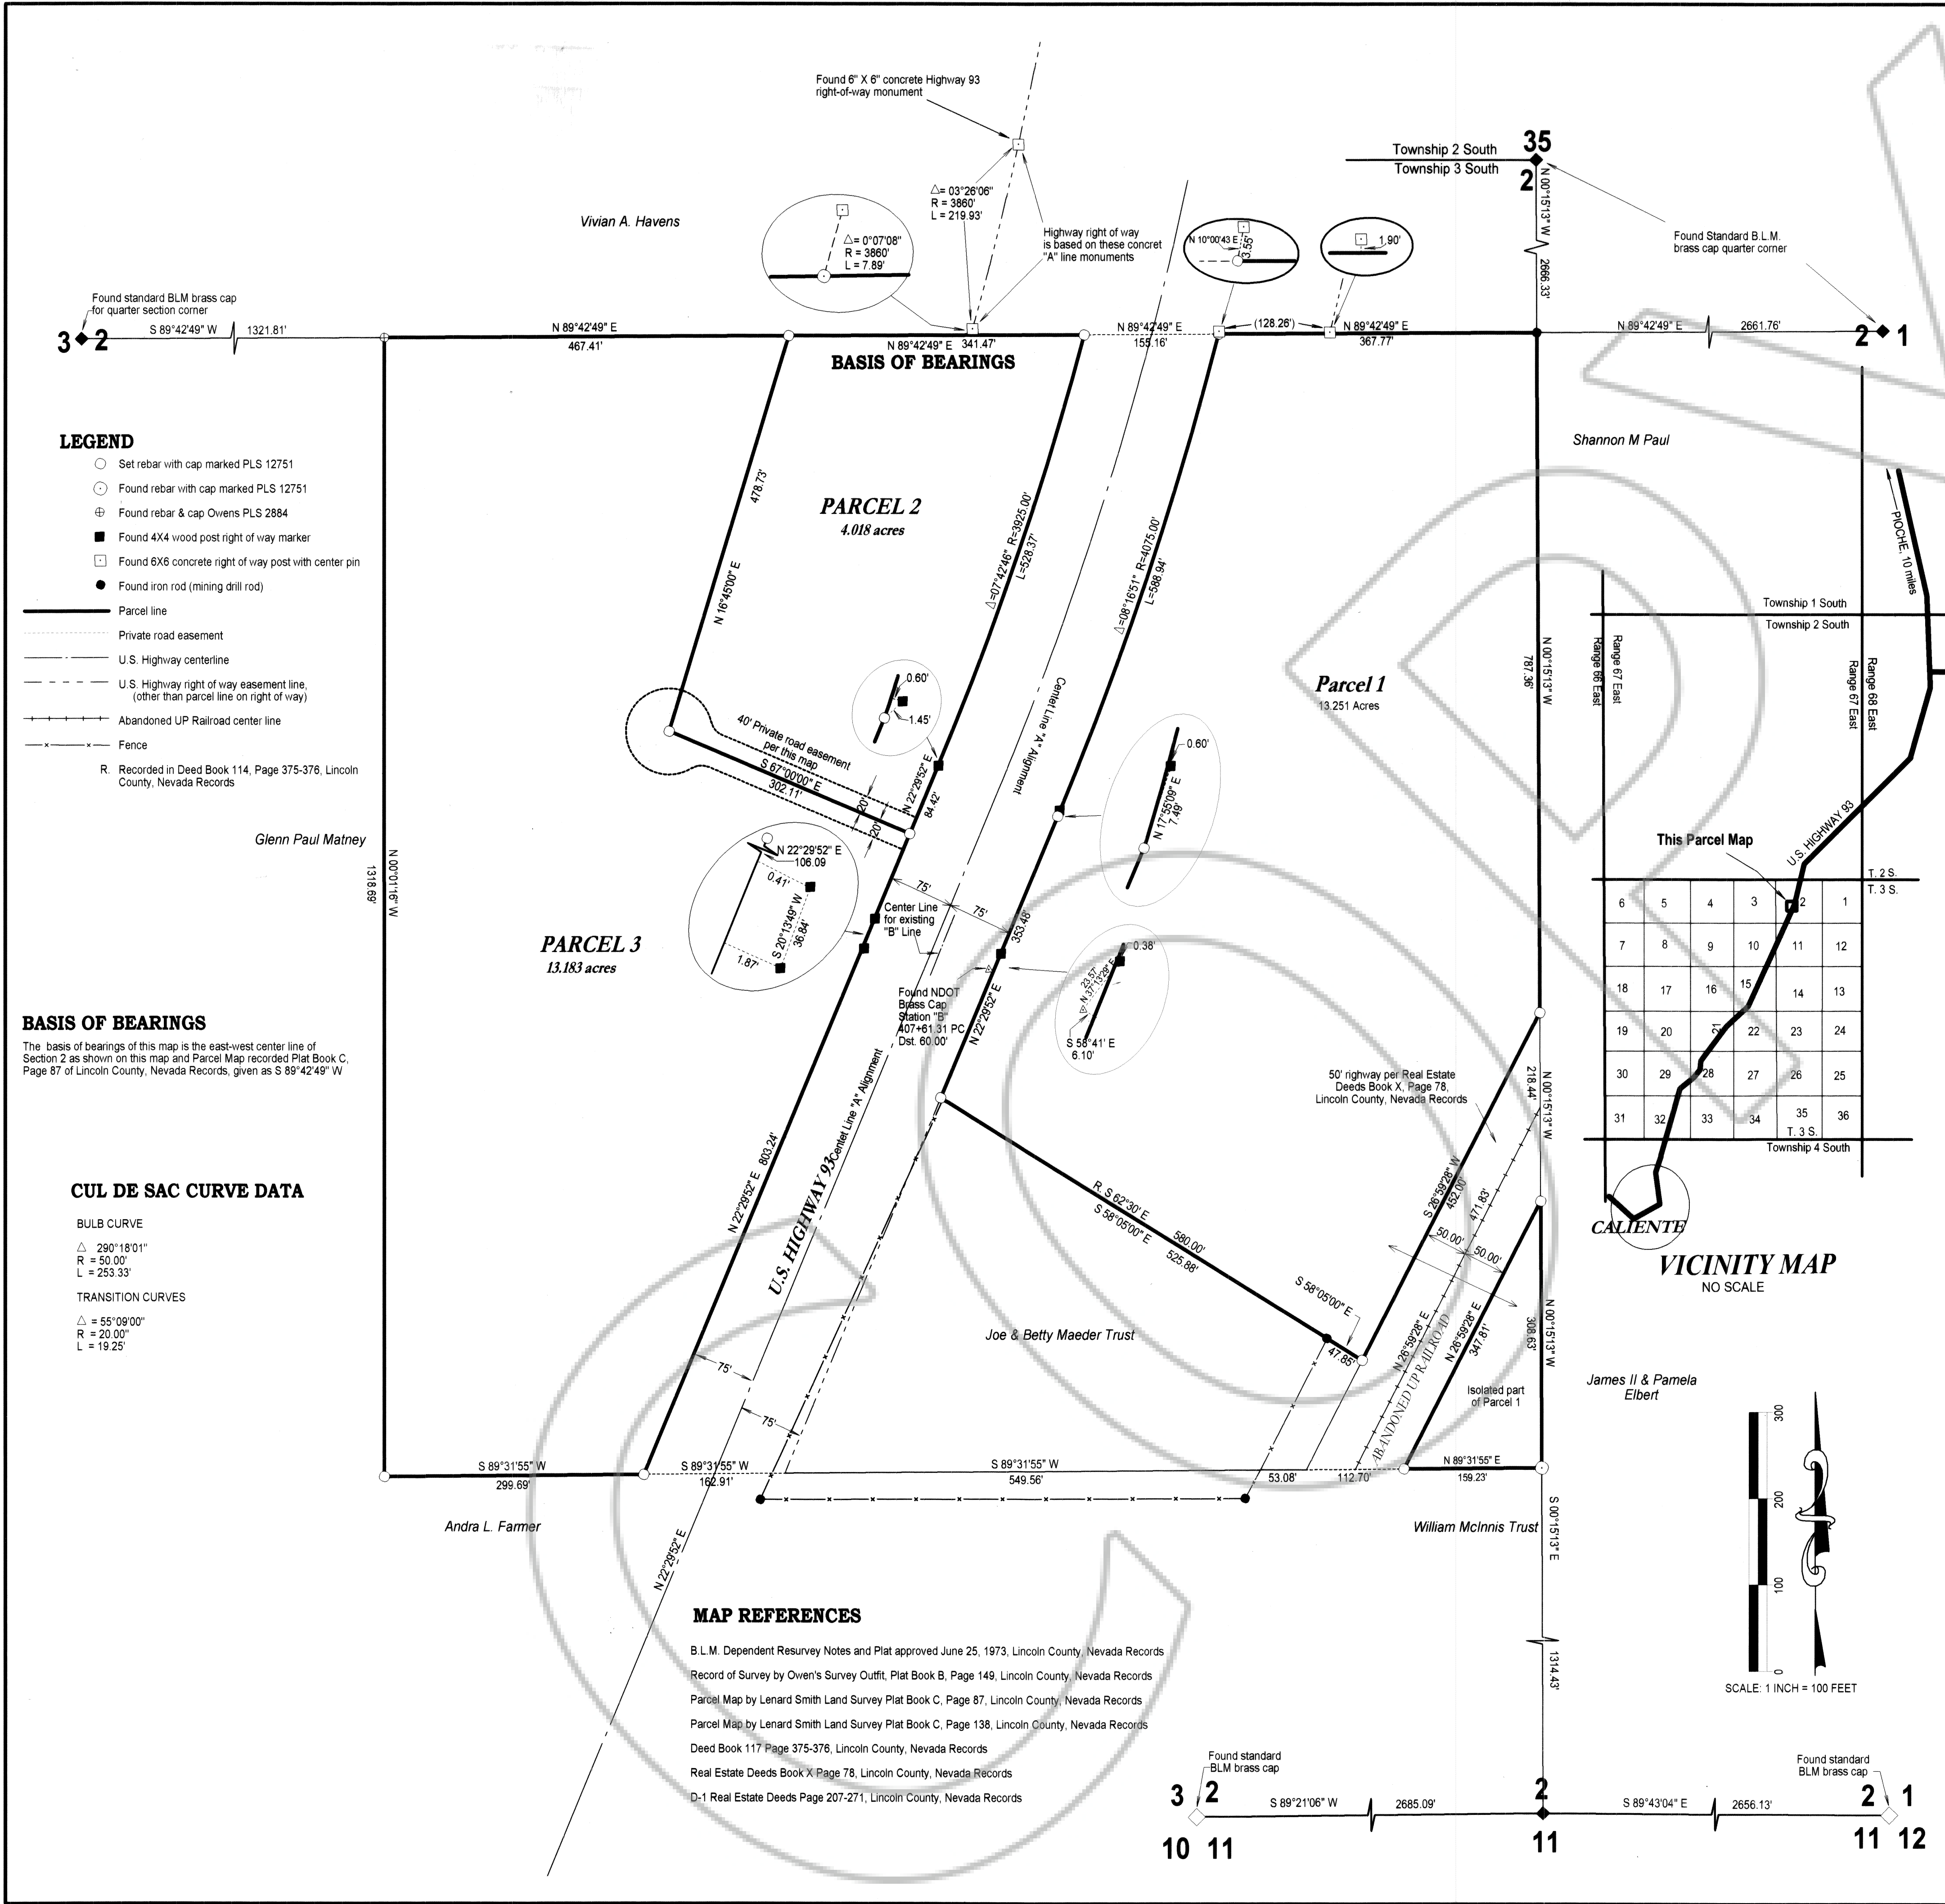 Found 6" X 6" concrete Highway 93
right-of-way monument
Township 2 South
35
Township 3 South
2
N 00°15'13" W
2666.33'
Found Standard B.L.M.
brass cap quarter corner
△= 03°26'06"
R = 3860'
L = 219.93'
Vivian A. Havens
△= 0°07'08"
R = 3860'
L = 7.89'
Highway right of way
is based on these concret
"A" line monuments
N 10°00'43 E
3.55'
1.90'
Found standard BLM brass cap
for quarter section corner
3 2
S 89°42'49" W
1321.81'
N 89°42'49" E
467.41'
N 89°42'49" E
341.47'
BASIS OF BEARINGS
N 89°42'49" E
155.16'
(128.26')
N 89°42'49" E
367.77'
N 89°42'49" E
2661.76'
2 1
LEGEND
Set rebar with cap marked PLS 12751
Found rebar with cap marked PLS 12751
Found rebar & cap Owens PLS 2884
Found 4X4 wood post right of way marker
Found 6X6 concrete right of way post with center pin
Found iron rod (mining drill rod)
Parcel line
Private road easement
U.S. Highway centerline
U.S. Highway right of way easement line,
(other than parcel line on right of way)
Abandoned UP Railroad center line
Fence
R. Recorded in Deed Book 114, Page 375-376, Lincoln
County, Nevada Records
Shannon M Paul
478.73'
N 16°45'00" E
PARCEL 2
4.018 acres
△=07°42'46" R=3925.00'
L=528.37'
△=08°16'51" R=4075.00'
L=588.94'
Parcel 1
13.251 Acres
N 00°15'13" W
787.36'
PIOCHE, 10 miles
Township 1 South
Township 2 South
Range 66 East
Range 67 East
Range 67 East
Range 68 East
0.60'
1.45'
40' Private road easement
per this map
S 67°00'00" E
302.11'
20'
20'
N 22°29'52" E
84.42'
Centet Line "A" Alignment
0.60'
N 17°55'09" E
7.49'
Glenn Paul Matney
N 00°01'16" W
1318.69'
N 22°29'52" E
106.09
0.41'
S 20°13'49" W
36.84'
1.87'
75'
75'
Center Line
for existing
"B" Line
353.48'
PARCEL 3
13.183 acres
Found NDOT
Brass Cap
Station "B"
407+61.31 PC
Dst. 60.00'
N 22°29'52" E
0.38'
23.57'
N 37°13'29" E
S 58°41' E
6.10'
This Parcel Map
U.S. HIGHWAY 93
T. 2 S.
T. 3 S.
6 5 4 3 2 1
7 8 9 10 11 12
18 17 16 15 14 13
19 20 21 22 23 24
30 29 28 27 26 25
31 32 33 34 35 36
T. 3 S.
Township 4 South
CALIENTE
VICINITY MAP
NO SCALE
BASIS OF BEARINGS
The basis of bearings of this map is the east-west center line of
Section 2 as shown on this map and Parcel Map recorded Plat Book C,
Page 87 of Lincoln County, Nevada Records, given as S 89°42'49" W
50' righway per Real Estate
Deeds Book X, Page 78,
Lincoln County, Nevada Records
N 00°15'13" W
218.44'
CUL DE SAC CURVE DATA
BULB CURVE
△ 290°18'01"
R = 50.00'
L = 253.33'
TRANSITION CURVES
△ = 55°09'00"
R = 20.00"
L = 19.25'
N 22°29'52" E 803.24'
U.S. HIGHWAY 93
Centet Line "A" Alignment
R. S 62°30' E
580.00'
S 58°05'00" E
525.88'
S 26°59'28" W
452.00'
471.83'
50.00'
50.00'
S 58°05'00" E
47.85'
N 26°59'28" E
ABANDONED UP RAILROAD
N 26°59'28" E
347.81'
N 00°15'13" W
308.63'
Joe & Betty Maeder Trust
Isolated part
of Parcel 1
James II & Pamela
Elbert
75'
75'
S 89°31'55" W
299.69'
S 89°31'55" W
162.91'
S 89°31'55" W
549.56'
53.08'
112.70'
N 89°31'55" E
159.23'
Andra L. Farmer
William McInnis Trust
N 22°29'52" E
S 00°15'13" E
1314.43'
300
200
100
0
SCALE: 1 INCH = 100 FEET
MAP REFERENCES
B.L.M. Dependent Resurvey Notes and Plat approved June 25, 1973, Lincoln County, Nevada Records
Record of Survey by Owen's Survey Outfit, Plat Book B, Page 149, Lincoln County, Nevada Records
Parcel Map by Lenard Smith Land Survey Plat Book C, Page 87, Lincoln County, Nevada Records
Parcel Map by Lenard Smith Land Survey Plat Book C, Page 138, Lincoln County, Nevada Records
Deed Book 117 Page 375-376, Lincoln County, Nevada Records
Real Estate Deeds Book X Page 78, Lincoln County, Nevada Records
D-1 Real Estate Deeds Page 207-271, Lincoln County, Nevada Records
Found standard
BLM brass cap
3 2
10 11
S 89°21'06" W
2685.09'
2
11
S 89°43'04" E
2656.13'
Found standard
BLM brass cap
2 1
11 12